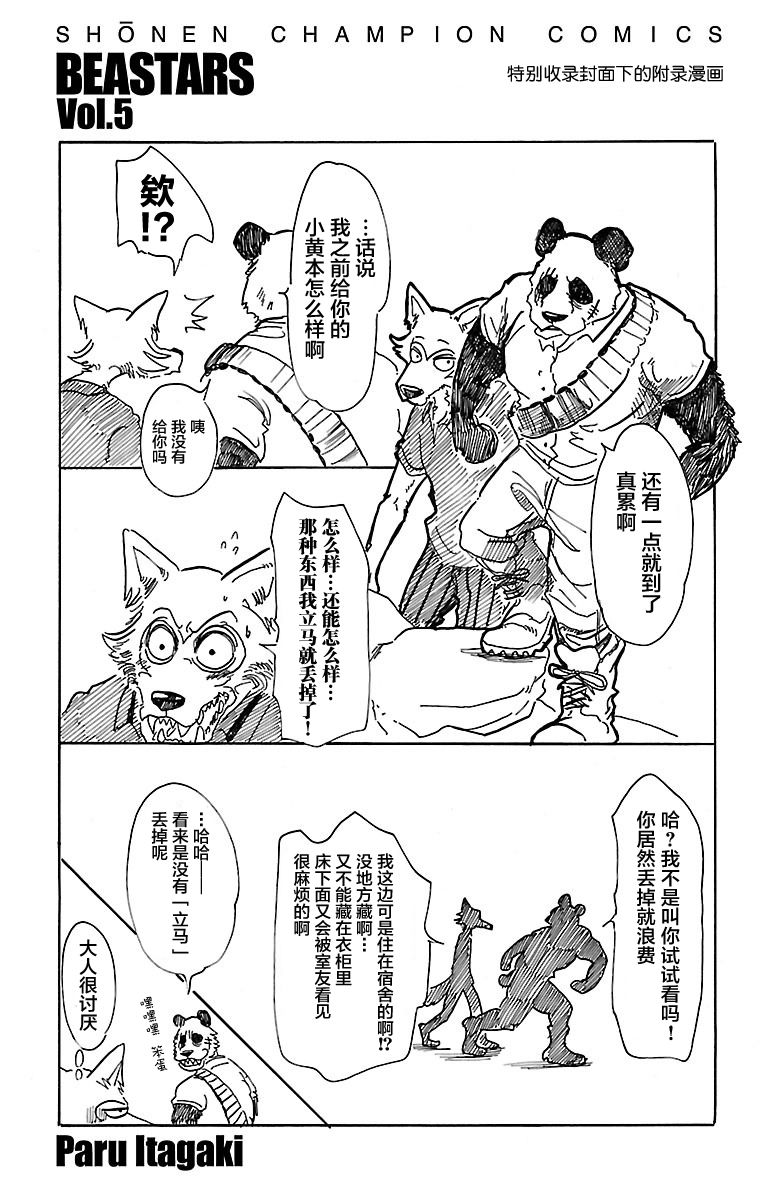 SHŌNEN CHAMPION COMICS
BEASTARS
Vol.5
特别收录封面下的附录漫画
还有一点就到了
真累啊
…话说
我之前给你的
小黄本怎么样啊
欸
!?
咦
我没有
给你吗
怎么样…还能怎么样…
那种东西我立马就丢掉了！
哈？我不是叫你试试看吗！
你居然丢掉就浪费
我这边可是住在宿舍的啊!?
没地方藏啊…
又不能藏在衣柜里
床下面又会被室友看见
很麻烦的啊
…哈哈——
看来是没有「立马」
丢掉呢
嘿嘿嘿
笨蛋
大人很讨厌
Paru Itagaki